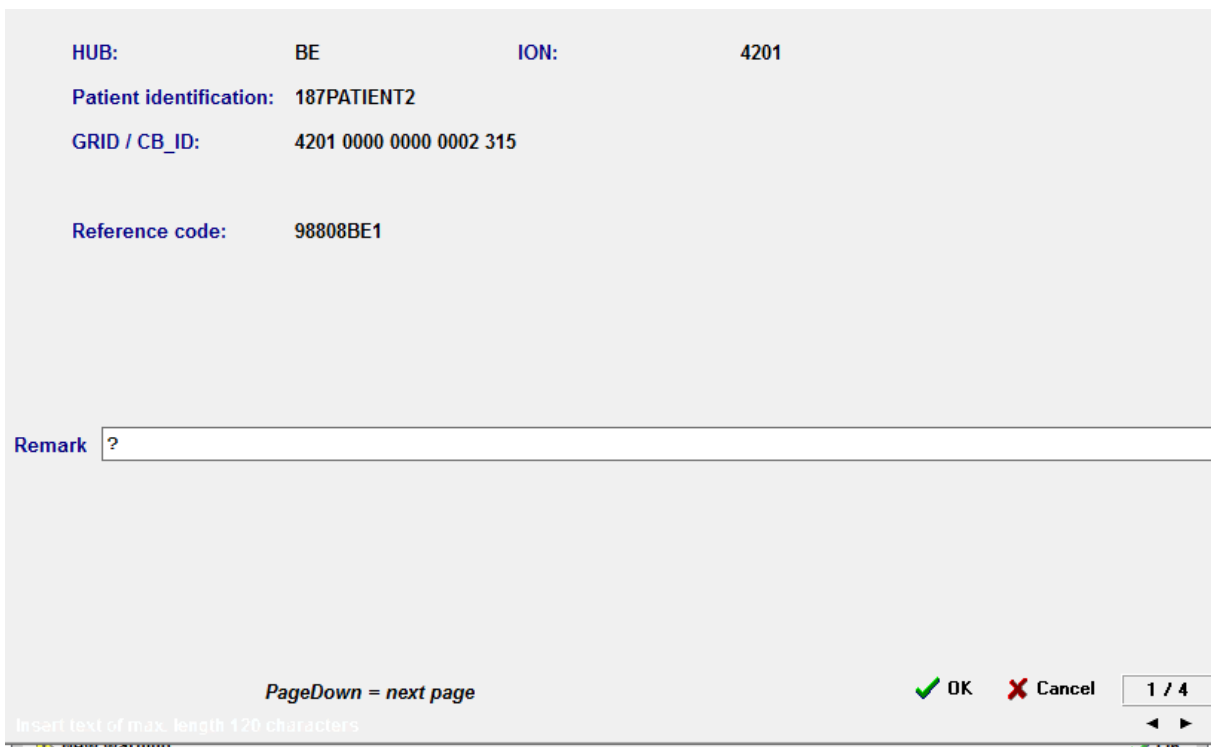 HUB: BE ION: 4201
Patient identification: 187PATIENT2
GRID / CB_ID: 4201 0000 0000 0002 315
Reference code: 98808BE1
Remark ?
PageDown = next page OK Cancel 1 / 4
Insert text of max. length 120 characters